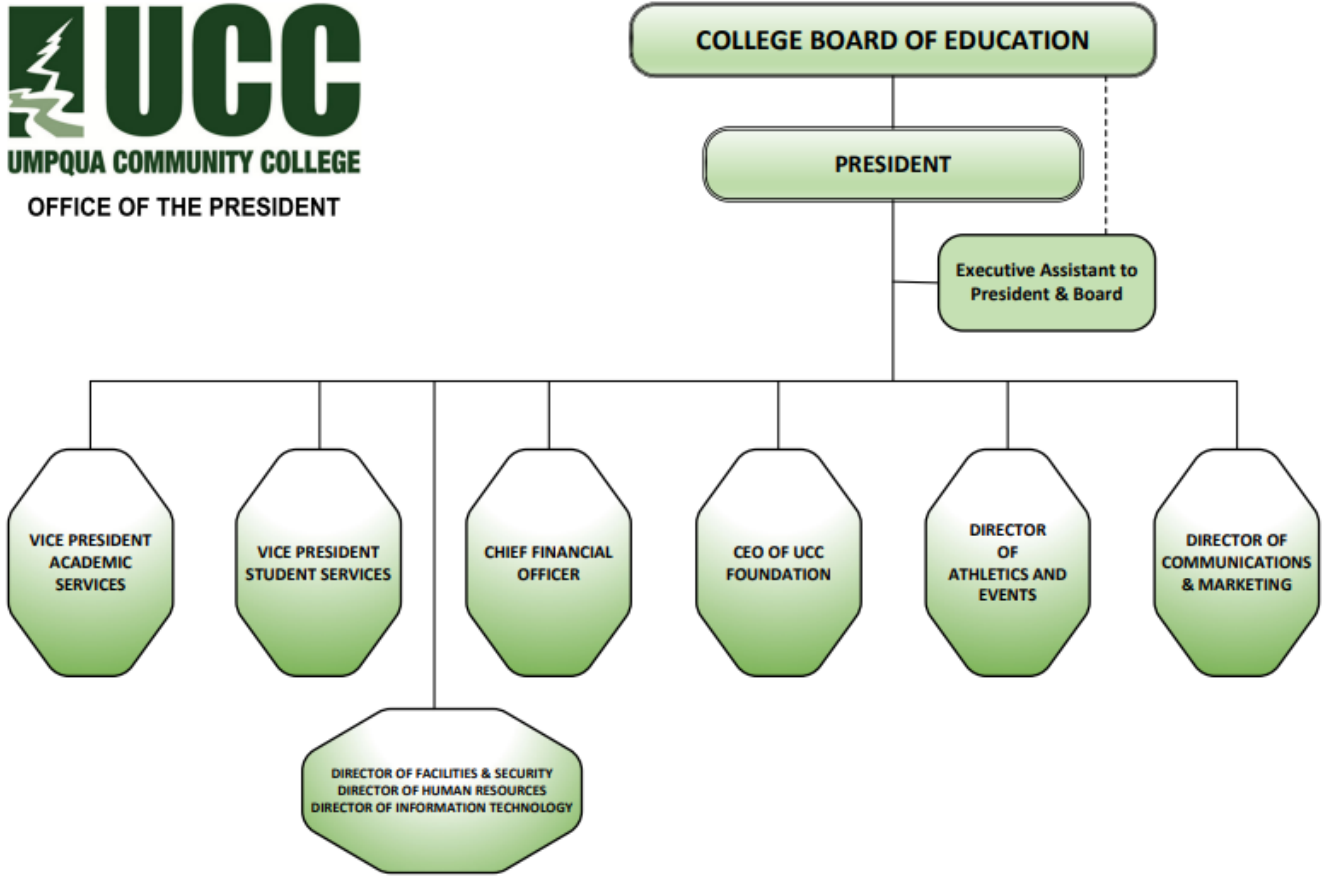 UCC
UMPQUA COMMUNITY COLLEGE
OFFICE OF THE PRESIDENT
COLLEGE BOARD OF EDUCATION
PRESIDENT
Executive Assistant to
President & Board
VICE PRESIDENT
ACADEMIC
SERVICES
VICE PRESIDENT
STUDENT SERVICES
CHIEF FINANCIAL
OFFICER
CEO OF UCC
FOUNDATION
DIRECTOR
OF
ATHLETICS AND
EVENTS
DIRECTOR OF
COMMUNICATIONS
& MARKETING
DIRECTOR OF FACILITIES & SECURITY
DIRECTOR OF HUMAN RESOURCES
DIRECTOR OF INFORMATION TECHNOLOGY